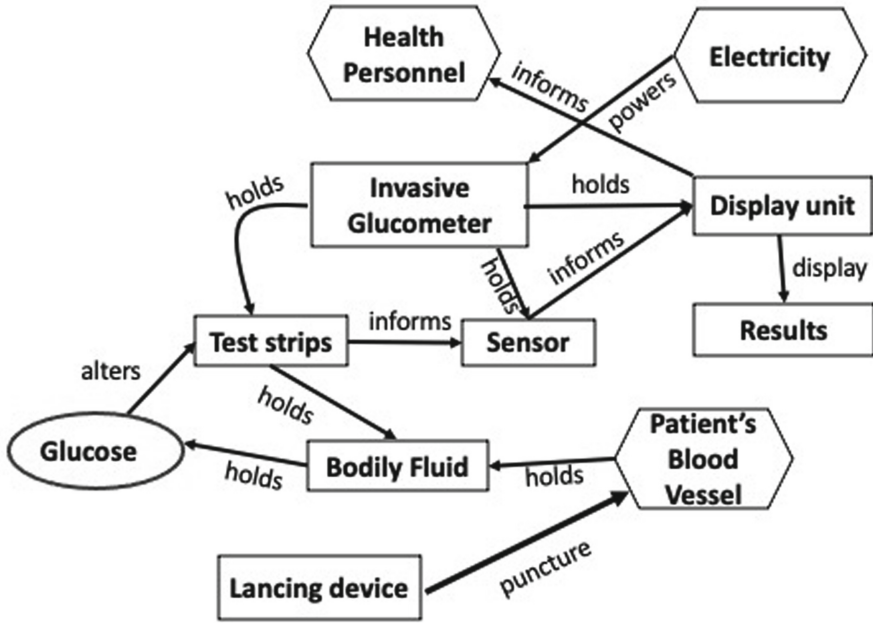 Health
Personnel
Electricity
informs
powers
holds
Invasive
Glucometer
holds
Display unit
holds
informs
display
Test strips
informs
Sensor
Results
alters
holds
Glucose
holds
Bodily Fluid
holds
Patient's
Blood
Vessel
puncture
Lancing device